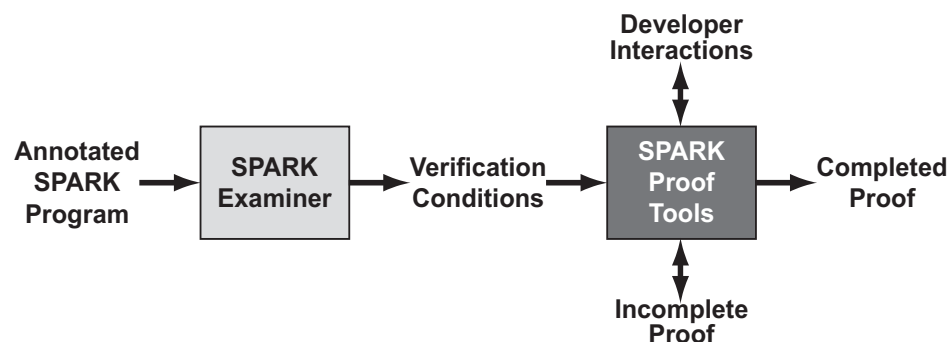 Developer
Interactions
Annotated
SPARK
Program
SPARK
Examiner
Verification
Conditions
SPARK
Proof
Tools
Completed
Proof
Incomplete
Proof